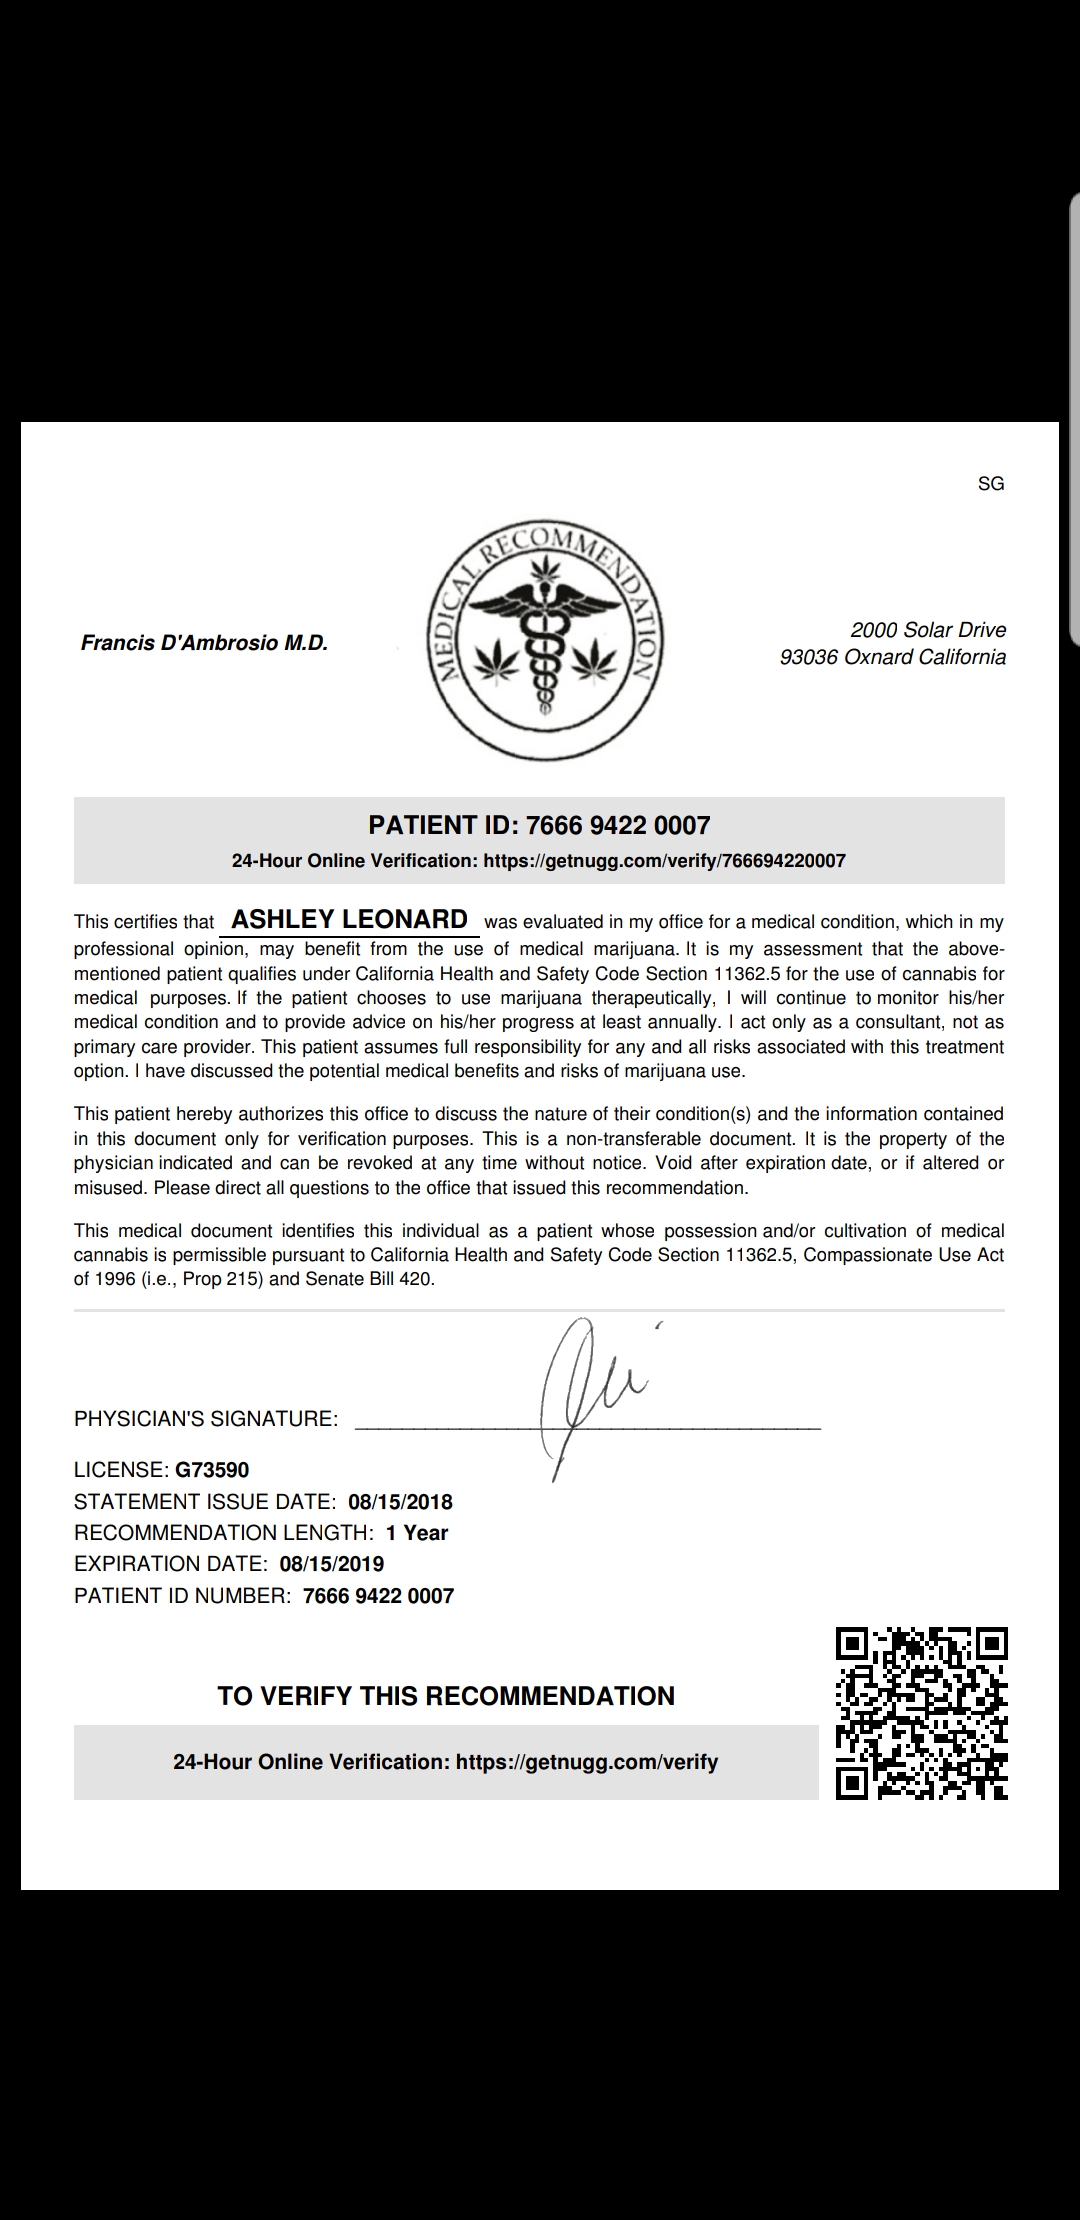 SG
MEDICAL RECOMMENDATION
Francis D'Ambrosio M.D.
2000 Solar Drive
93036 Oxnard California
PATIENT ID: 7666 9422 0007
24-Hour Online Verification: https://getnugg.com/verify/766694220007
This certifies that ASHLEY LEONARD was evaluated in my office for a medical condition, which in my
professional opinion, may benefit from the use of medical marijuana. It is my assessment that the above-
mentioned patient qualifies under California Health and Safety Code Section 11362.5 for the use of cannabis for
medical purposes. If the patient chooses to use marijuana therapeutically, I will continue to monitor his/her
medical condition and to provide advice on his/her progress at least annually. I act only as a consultant, not as
primary care provider. This patient assumes full responsibility for any and all risks associated with this treatment
option. I have discussed the potential medical benefits and risks of marijuana use.
This patient hereby authorizes this office to discuss the nature of their condition(s) and the information contained
in this document only for verification purposes. This is a non-transferable document. It is the property of the
physician indicated and can be revoked at any time without notice. Void after expiration date, or if altered or
misused. Please direct all questions to the office that issued this recommendation.
This medical document identifies this individual as a patient whose possession and/or cultivation of medical
cannabis is permissible pursuant to California Health and Safety Code Section 11362.5, Compassionate Use Act
of 1996 (i.e., Prop 215) and Senate Bill 420.
PHYSICIAN'S SIGNATURE:
LICENSE: G73590
STATEMENT ISSUE DATE: 08/15/2018
RECOMMENDATION LENGTH: 1 Year
EXPIRATION DATE: 08/15/2019
PATIENT ID NUMBER: 7666 9422 0007
TO VERIFY THIS RECOMMENDATION
24-Hour Online Verification: https://getnugg.com/verify